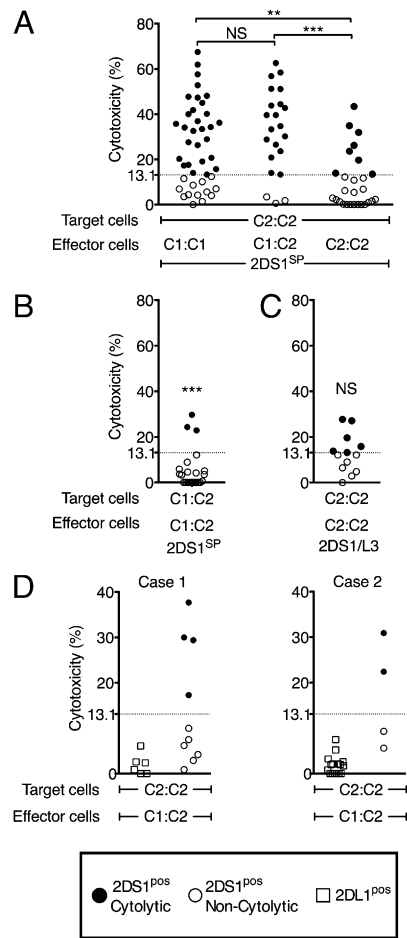 A
**
NS
***
80
60
40
20
13.1
0
Cytotoxicity (%)
Target cells
C2:C2
Effector cells
C1:C1
C1:C2
C2:C2
2DS1SP
B
80
60
40
20
13.1
0
Cytotoxicity (%)
***
Target cells
C1:C2
Effector cells
C1:C2
2DS1SP
C
80
60
40
20
13.1
0
NS
C2:C2
C2:C2
2DS1/L3
D
Case 1
40
30
20
13.1
0
Cytotoxicity (%)
Target cells
C2:C2
Effector cells
C1:C2
Case 2
40
30
20
13.1
0
C2:C2
C1:C2
2DS1pos
Cytolytic
2DS1pos
Non-Cytolytic
2DL1pos